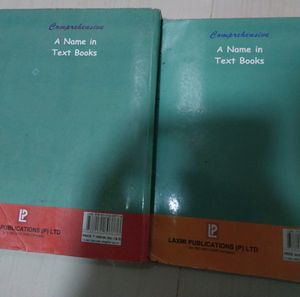 Comprehensive
A Name in
Text Books
PUBLICATIONS (P) LTD
Comprehensive
A Name in
Text Books
LAXMI PUBLICATIONS (P) LTD